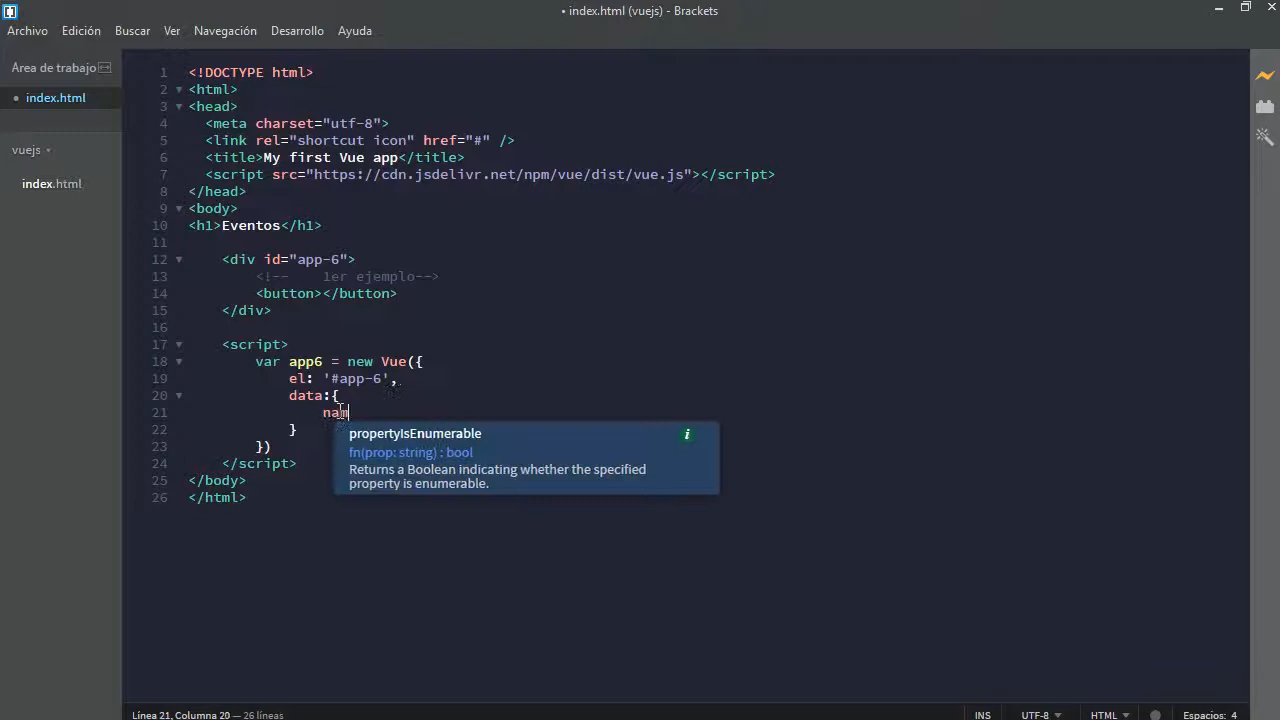 • index.html (vuejs) - Brackets
Archivo Edición Buscar Ver Navegación Desarrollo Ayuda
Área de trabajo
• index.html
vuejs
index.html
1 <!DOCTYPE html>
2 <html>
3 <head>
4 <meta charset="utf-8">
5 <link rel="shortcut icon" href="#" />
6 <title>My first Vue app</title>
7 <script src="https://cdn.jsdelivr.net/npm/vue/dist/vue.js"></script>
8 </head>
9 <body>
10 <h1>Eventos</h1>
11
12 <div id="app-6">
13 <!-- 1er ejemplo-->
14 <button></button>
15 </div>
16
17 <script>
18 var app6 = new Vue({
19 el: '#app-6',
20 data:{
21 nam
22 }
23 })
24 </script>
25 </body>
26 </html>
propertyIsEnumerable
fn(prop: string) : bool
Returns a Boolean indicating whether the specified
property is enumerable.
Línea 21, Columna 20 — 26 líneas INS UTF-8 HTML Espacios: 4